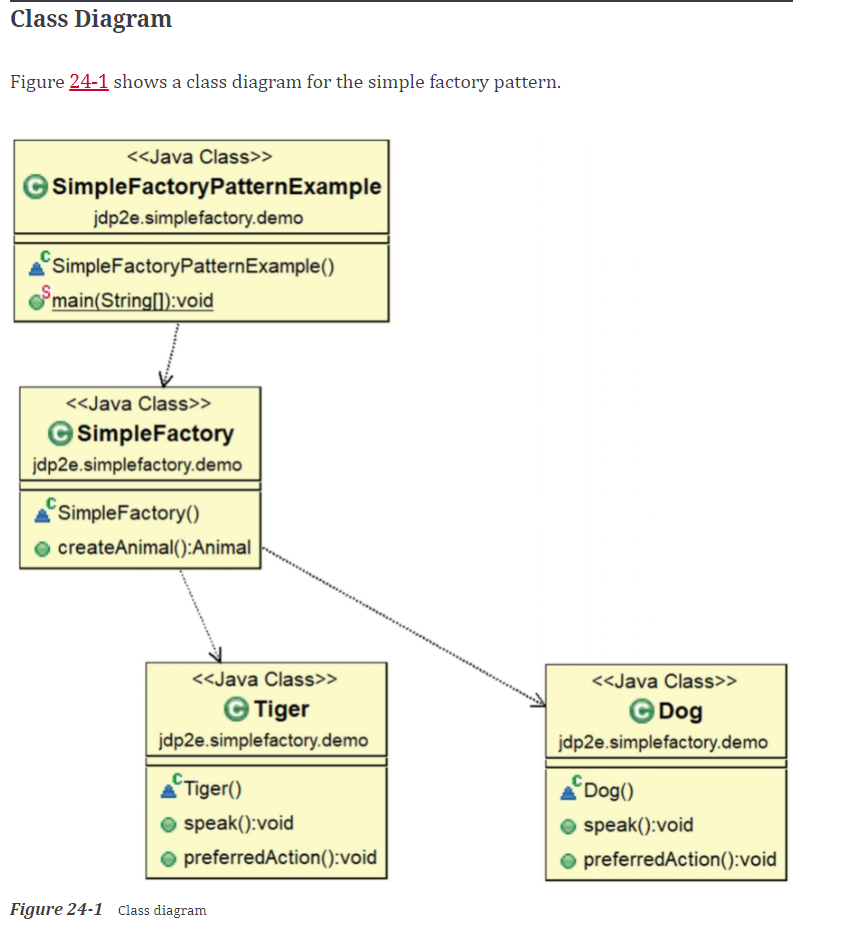 Class Diagram
Figure 24-1 shows a class diagram for the simple factory pattern.
<<Java Class>>
C SimpleFactoryPatternExample
jdp2e.simplefactory.demo
C SimpleFactoryPatternExample()
S main(String[]):void
<<Java Class>>
C SimpleFactory
jdp2e.simplefactory.demo
C SimpleFactory()
createAnimal():Animal
<<Java Class>>
C Tiger
jdp2e.simplefactory.demo
C Tiger()
speak():void
preferredAction():void
<<Java Class>>
C Dog
jdp2e.simplefactory.demo
C Dog()
speak():void
preferredAction():void
Figure 24-1 Class diagram